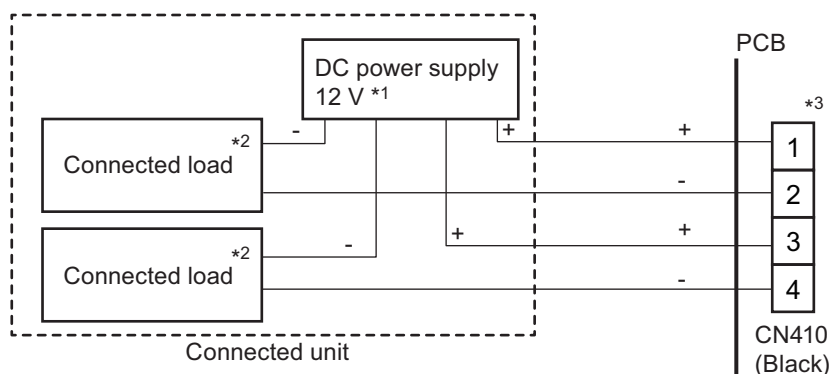 PCB
DC power supply
12 V *1
*3
-
+
+
1
*2
Connected load
-
2
+
+
3
*2
-
Connected load
-
4
CN410
(Black)
Connected unit